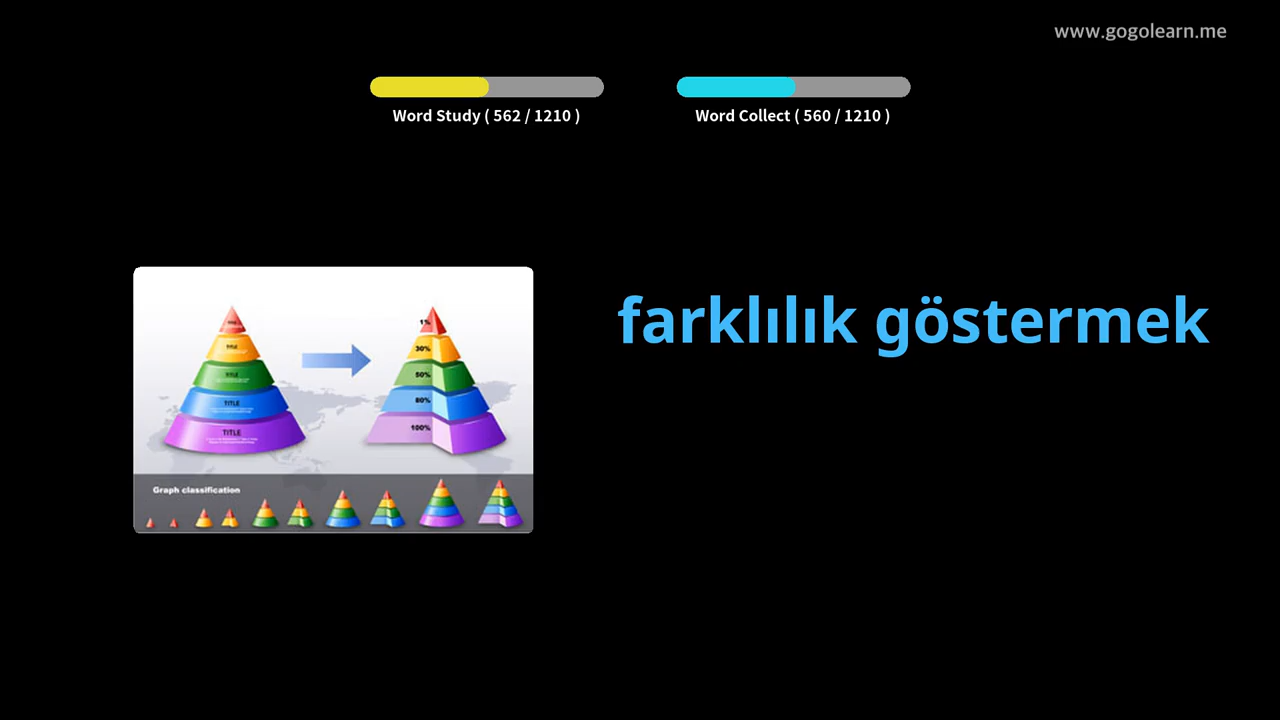 www.gogolearn.me
Word Study ( 562 / 1210 )
Word Collect ( 560 / 1210 )
farklılık göstermek
1%
TITLE
30%
TITLE
50%
TITLE
80%
TITLE
100%
Graph classification